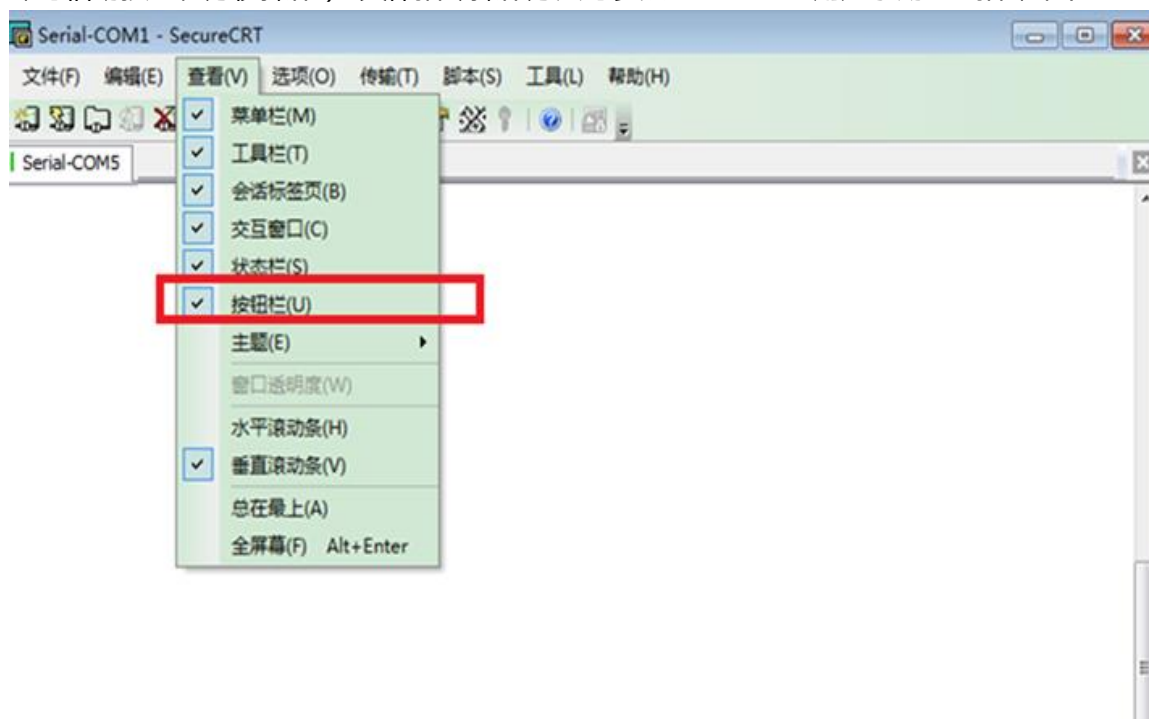 Serial-COM1 - SecureCRT
文件(F) 编辑(E) 查看(V) 选项(O) 传输(T) 脚本(S) 工具(L) 帮助(H)
Serial-COM5
菜单栏(M)
工具栏(T)
会话标签页(B)
交互窗口(C)
状态栏(S)
按钮栏(U)
主题(E)
窗口透明度(W)
水平滚动条(H)
垂直滚动条(V)
总在最上(A)
全屏幕(F) Alt+Enter